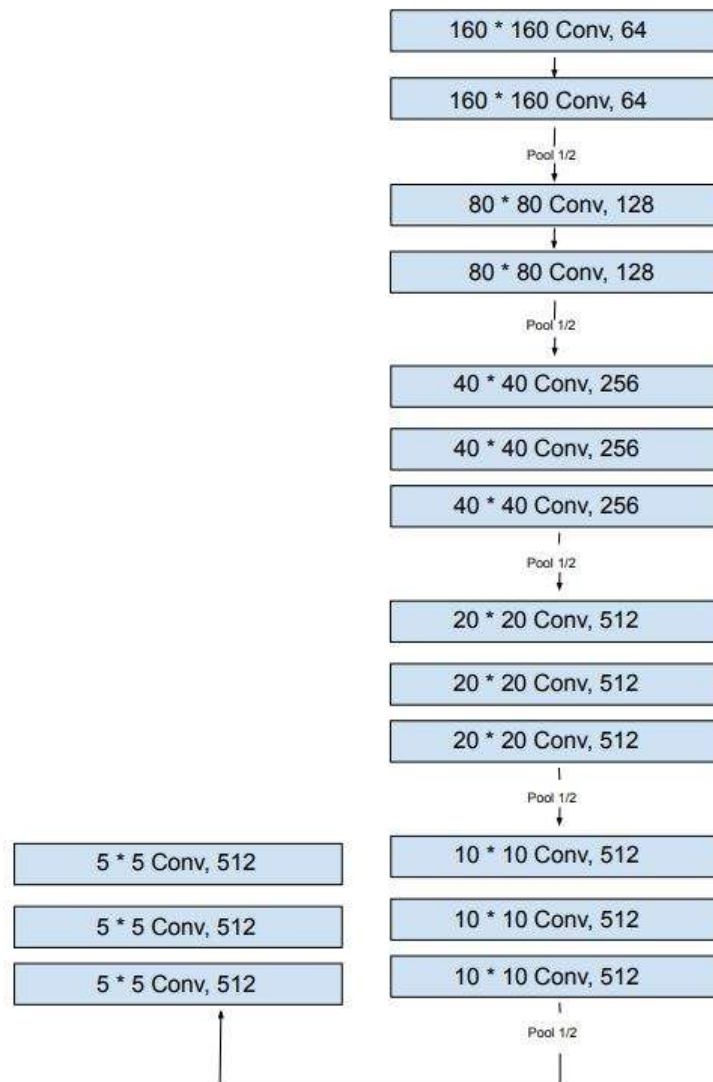 160 * 160 Conv, 64
160 * 160 Conv, 64
Pool 1/2
80 * 80 Conv, 128
80 * 80 Conv, 128
Pool 1/2
40 * 40 Conv, 256
40 * 40 Conv, 256
40 * 40 Conv, 256
Pool 1/2
20 * 20 Conv, 512
20 * 20 Conv, 512
20 * 20 Conv, 512
Pool 1/2
10 * 10 Conv, 512
10 * 10 Conv, 512
10 * 10 Conv, 512
Pool 1/2
5 * 5 Conv, 512
5 * 5 Conv, 512
5 * 5 Conv, 512